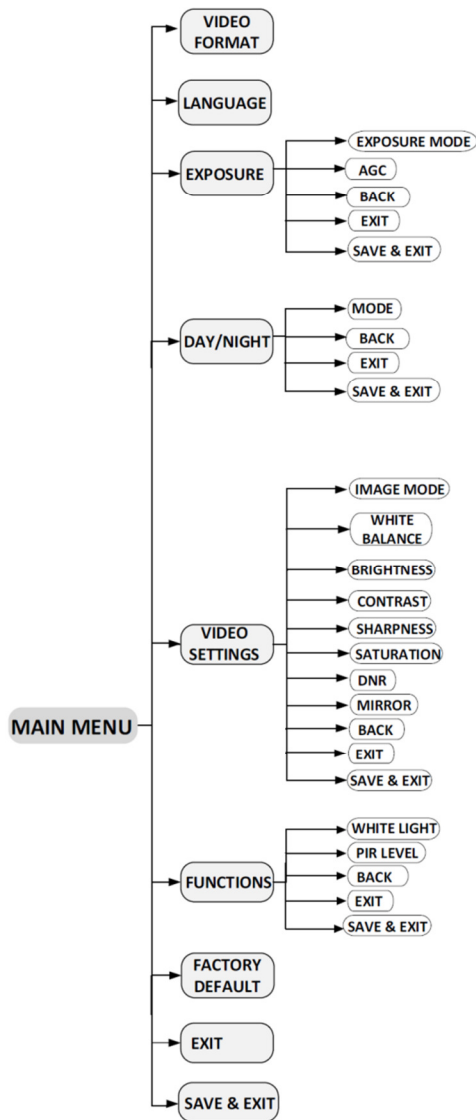 VIDEO
FORMAT
LANGUAGE
EXPOSURE
EXPOSURE MODE
AGC
BACK
EXIT
SAVE & EXIT
DAY/NIGHT
MODE
BACK
EXIT
SAVE & EXIT
VIDEO
SETTINGS
IMAGE MODE
WHITE
BALANCE
BRIGHTNESS
CONTRAST
SHARPNESS
SATURATION
DNR
MIRROR
BACK
EXIT
SAVE & EXIT
MAIN MENU
FUNCTIONS
WHITE LIGHT
PIR LEVEL
BACK
EXIT
SAVE & EXIT
FACTORY
DEFAULT
EXIT
SAVE & EXIT